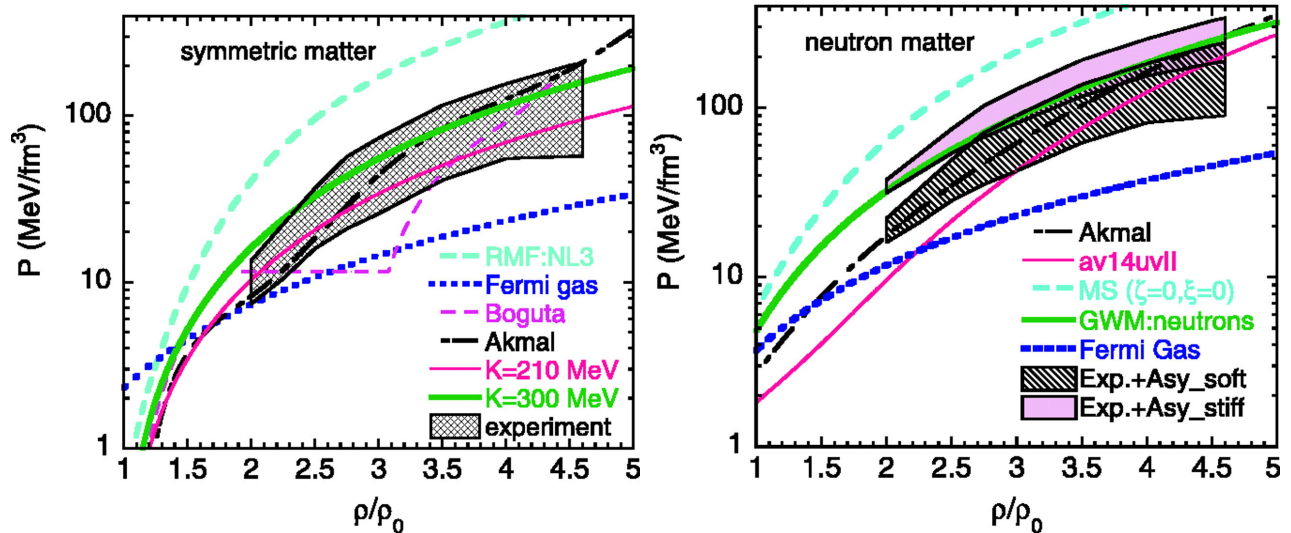 symmetric matter
P (MeV/fm³)
100
10
1
RMF:NL3
Fermi gas
Boguta
Akmal
K=210 MeV
K=300 MeV
experiment
1 1.5 2 2.5 3 3.5 4 4.5 5
ρ/ρ₀
neutron matter
P (MeV/fm³)
100
10
1
Akmal
av14uvII
MS (ζ=0,ξ=0)
GWM:neutrons
Fermi Gas
Exp.+Asy_soft
Exp.+Asy_stiff
1 1.5 2 2.5 3 3.5 4 4.5 5
ρ/ρ₀